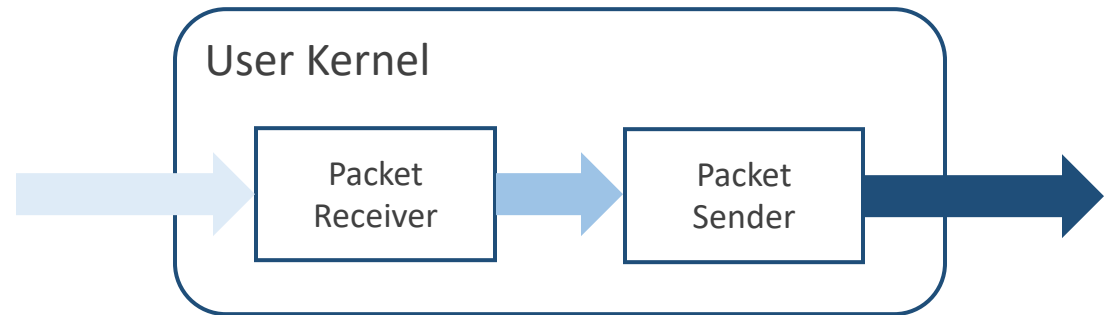 User Kernel
Packet
Receiver
Packet
Sender